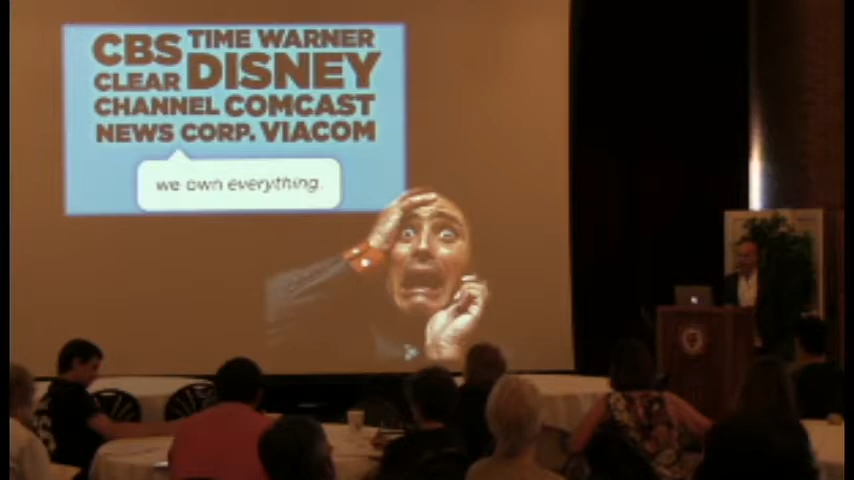 CBS TIME WARNER
CLEAR DISNEY
CHANNEL COMCAST
NEWS CORP. VIACOM
we own everything.